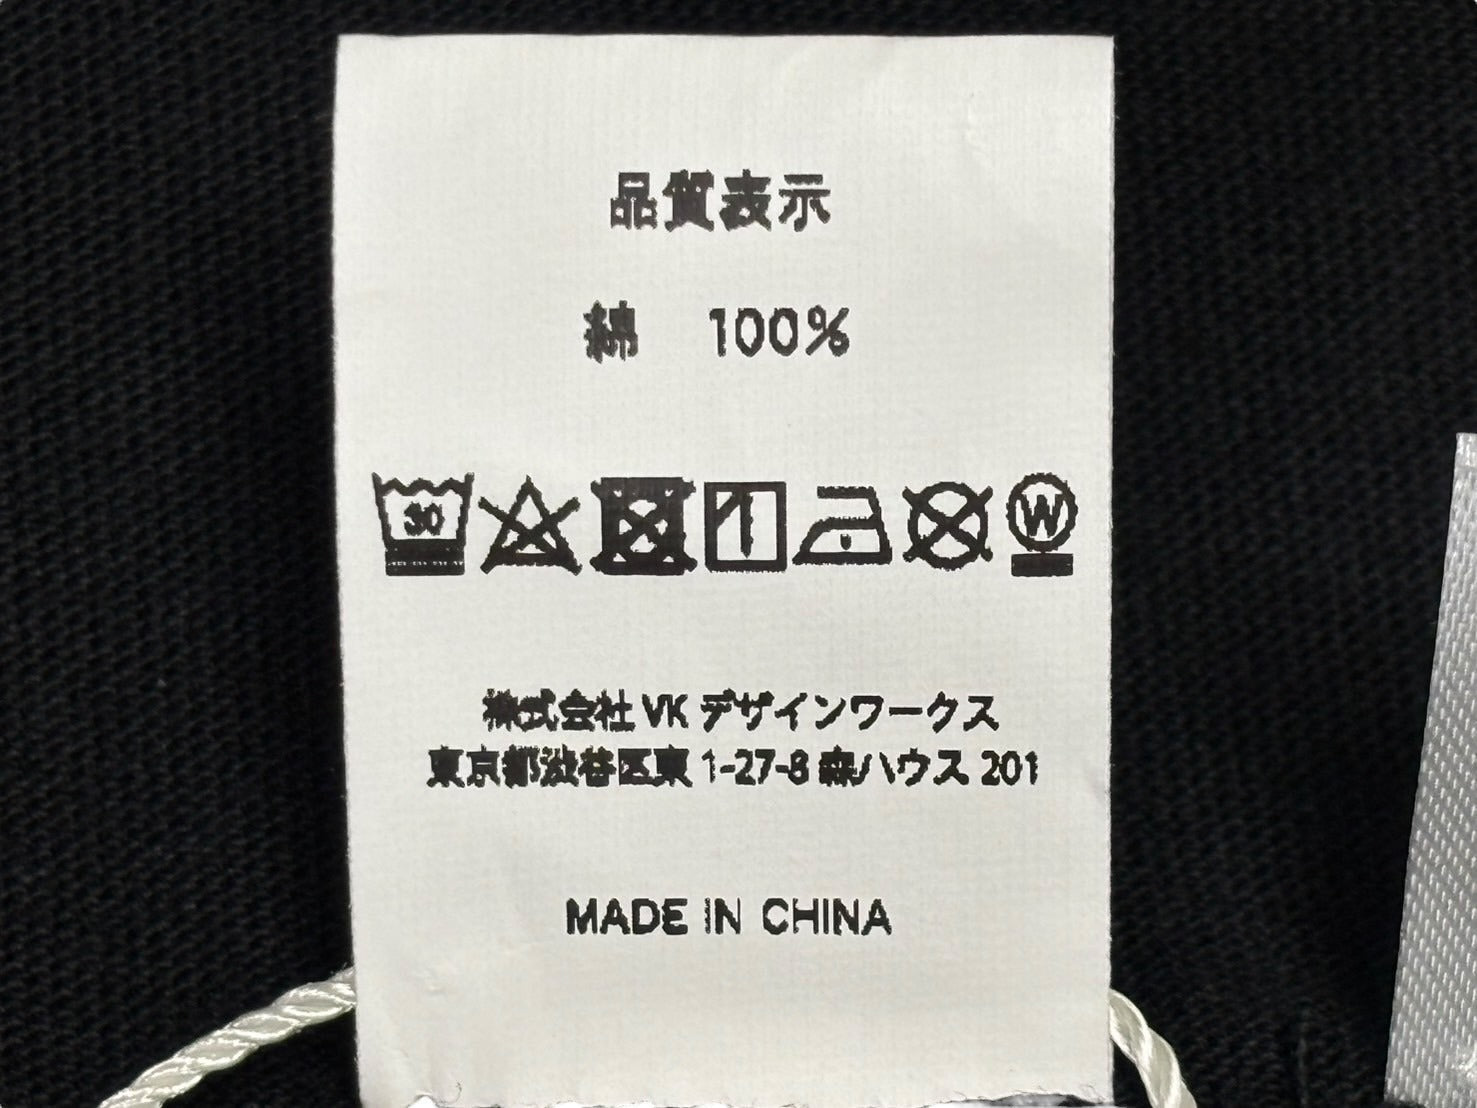 品質表示
綿 100%
30
W
株式会社 VK デザインワークス
東京都渋谷区東 1-27-8 森ハウス 201
MADE IN CHINA